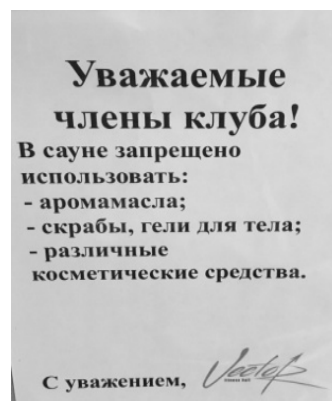 Уважаемые
члены клуба!
В сауне запрещено
использовать:
- аромамасла;
- скрабы, гели для тела;
- различные
косметические средства.
С уважением,